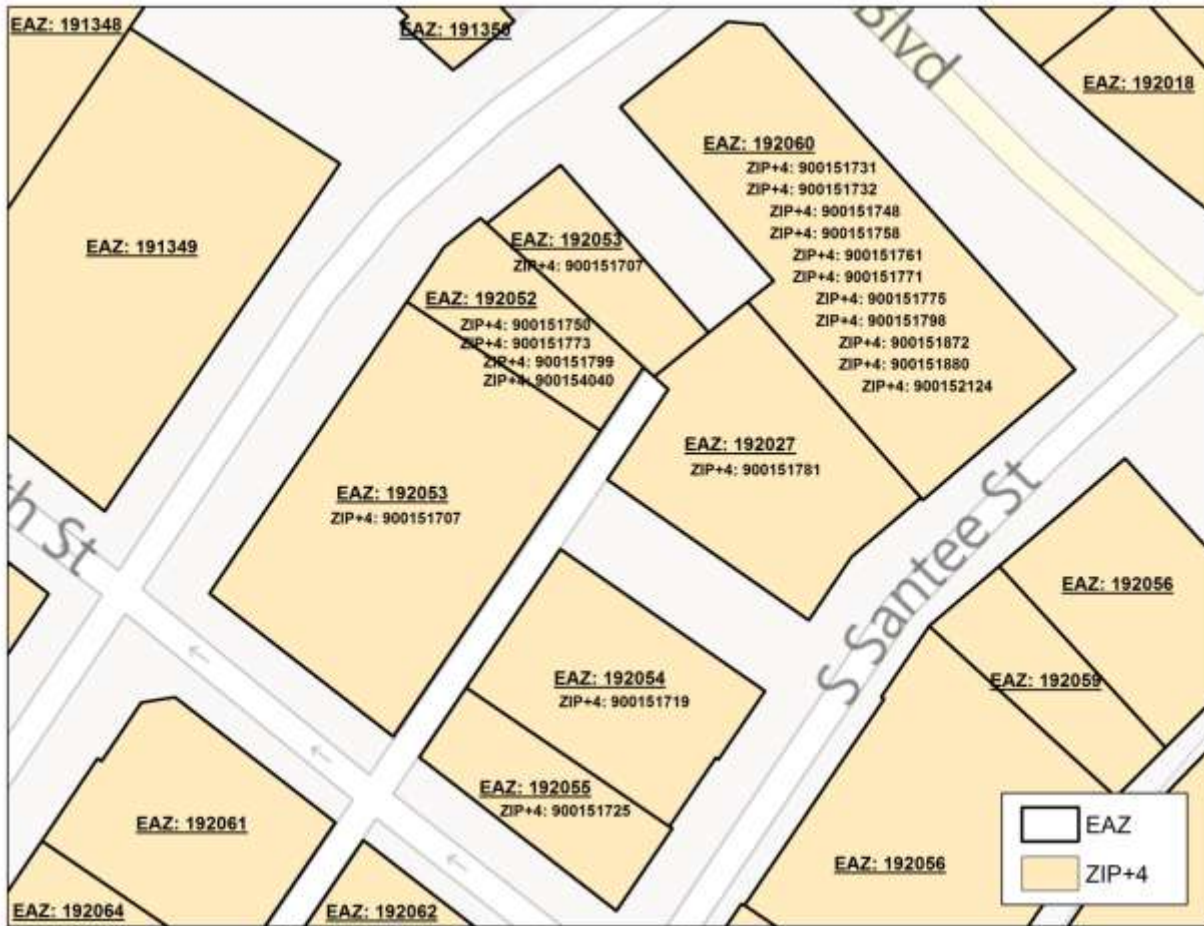 EAZ: 191348
EAZ: 191350
Blvd
EAZ: 192018
EAZ: 192060
ZIP+4: 900151731
ZIP+4: 900151732
ZIP+4: 900151748
ZIP+4: 900151758
ZIP+4: 900151761
ZIP+4: 900151771
ZIP+4: 900151775
ZIP+4: 900151798
ZIP+4: 900151872
ZIP+4: 900151880
ZIP+4: 900152124
EAZ: 191349
EAZ: 192053
ZIP+4: 900151707
EAZ: 192052
ZIP+4: 900151750
ZIP+4: 900151773
ZIP+4: 900151799
ZIP+4: 900154040
EAZ: 192027
ZIP+4: 900151781
EAZ: 192053
ZIP+4: 900151707
th St
S Santee St
EAZ: 192056
EAZ: 192059
EAZ: 192054
ZIP+4: 900151719
EAZ: 192055
ZIP+4: 900151725
EAZ: 192061
EAZ: 192056
EAZ: 192064
EAZ: 192062
EAZ
ZIP+4